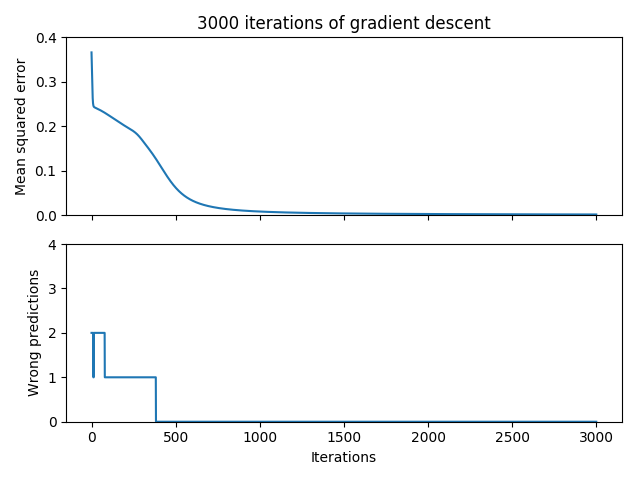 3000 iterations of gradient descent
Mean squared error
0.4
0.3
0.2
0.1
0.0
Wrong predictions
4
3
2
1
0
0 500 1000 1500 2000 2500 3000
Iterations